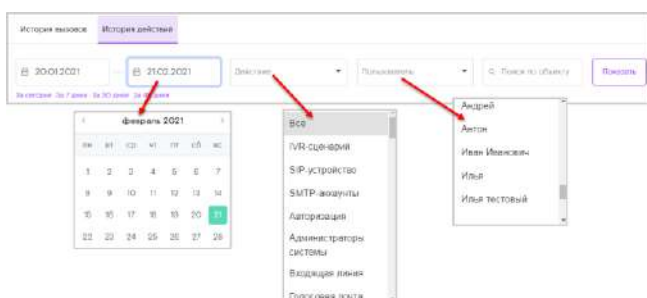 История вызовов История действий
20.01.2021 — 21.02.2021 Действие Пользователь Поиск по объекту Показать
За сегодня За 7 дней За 30 дней За 90 дней
февраль 2021
пн вт ср чт пт сб вс
1 2 3 4 5 6 7
8 9 10 11 12 13 14
15 16 17 18 19 20 21
22 23 24 25 26 27 28
Все
IVR-сценарий
SIP-устройство
SMTP-аккаунты
Авторизация
Администраторы
системы
Входящая линия
Голосовая почта
Андрей
Антон
Иван Иванович
Илья
Илья тестовый